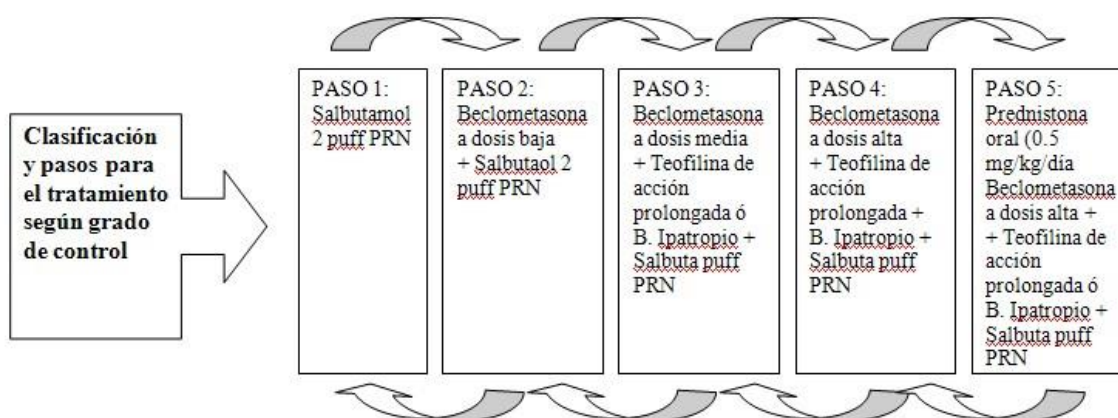 Clasificación
y pasos para
el tratamiento
según grado
de control
PASO 1:
Salbutamol
2 puff PRN
PASO 2:
Beclometasona
a dosis baja
+ Salbutaol 2
puff PRN
PASO 3:
Beclometasona
a dosis media
+ Teofilina de
acción
prolongada ó
B. Ipatropio +
Salbuta puff
PRN
PASO 4:
Beclometasona
a dosis alta
+ Teofilina de
acción
prolongada +
B. Ipatropio +
Salbuta puff
PRN
PASO 5:
Prednistona
oral (0.5
mg/kg/día
Beclometasona
a dosis alta +
+ Teofilina de
acción
prolongada ó
B. Ipatropio +
Salbuta puff
PRN